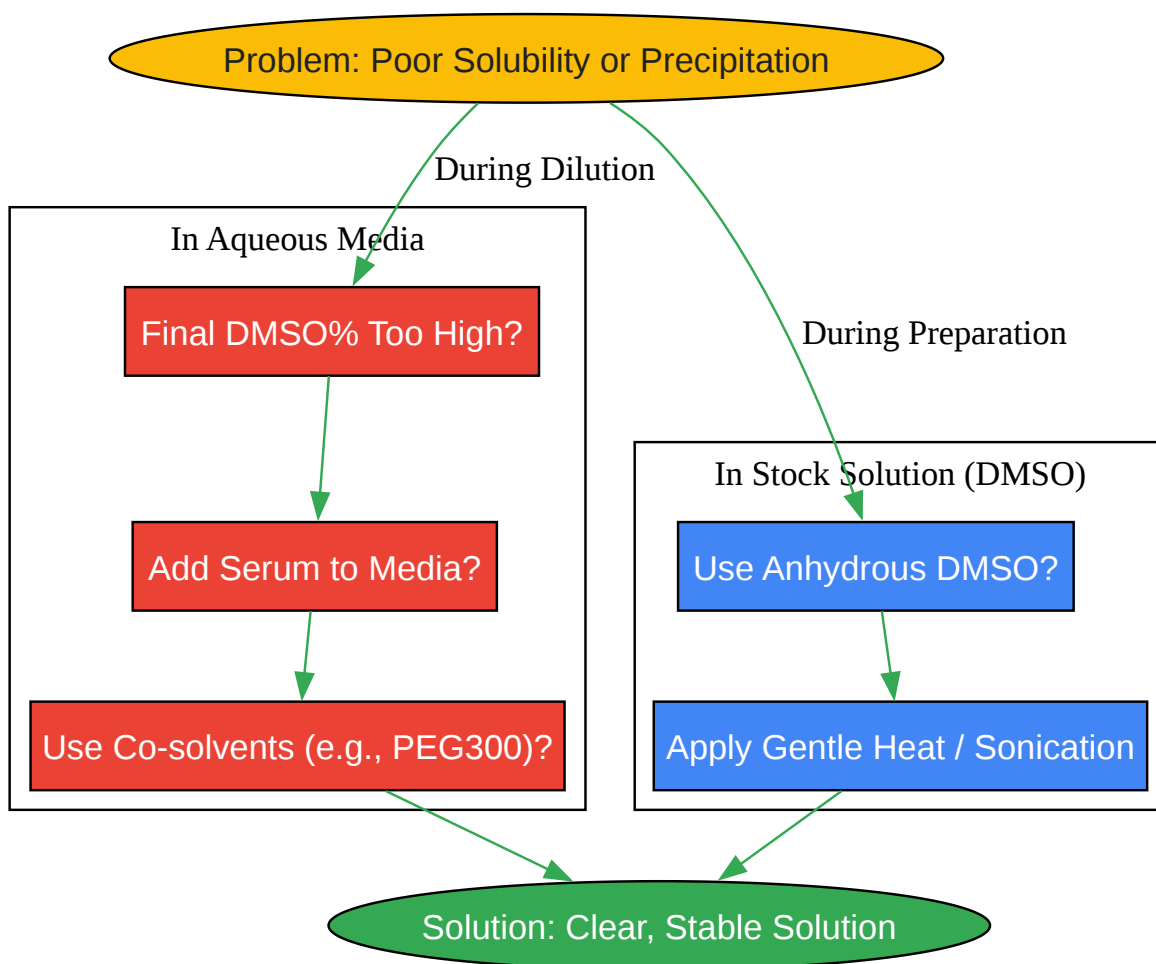 Problem: Poor Solubility or Precipitation
During Dilution
In Aqueous Media
Final DMSO% Too High?
During Preparation
In Stock Solution (DMSO)
Add Serum to Media?
Use Anhydrous DMSO?
Use Co-solvents (e.g., PEG300)?
Apply Gentle Heat / Sonication
Solution: Clear, Stable Solution